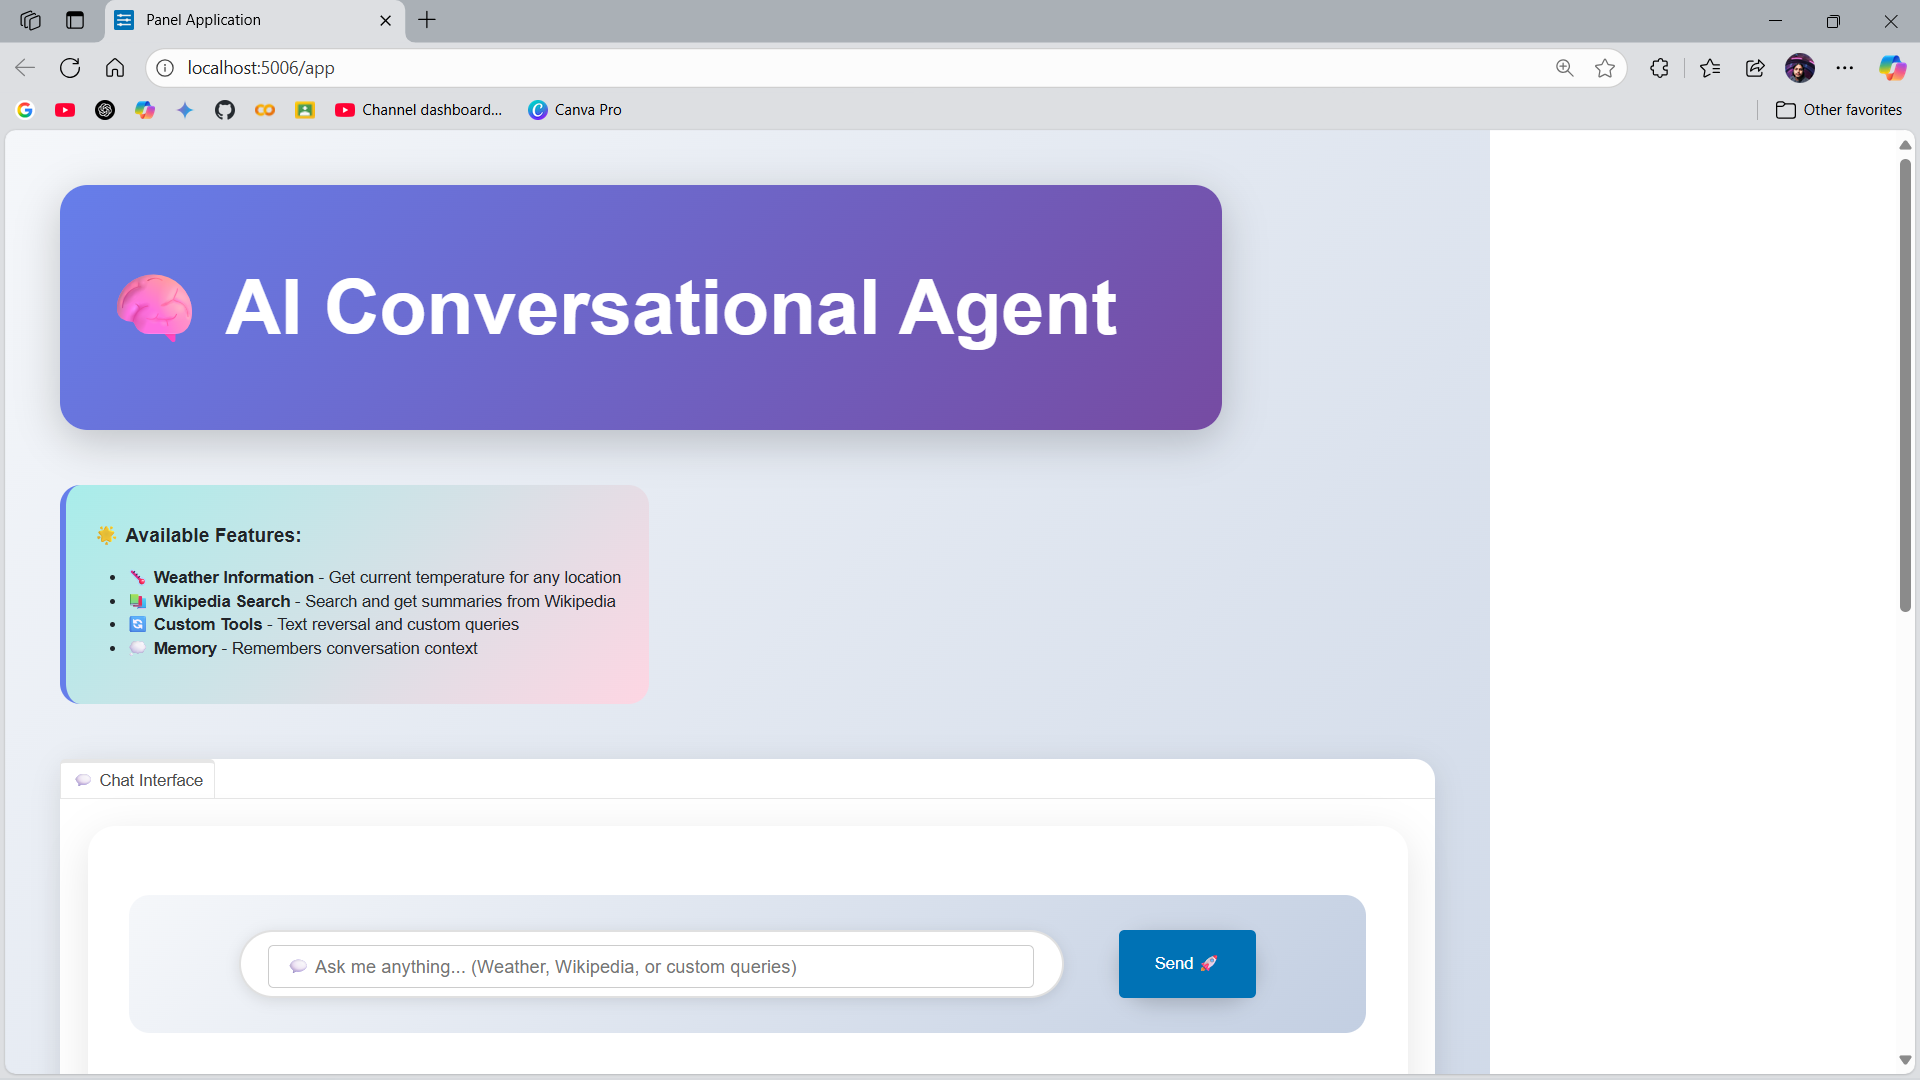 Panel Application
localhost:5006/app
Channel dashboard...
Canva Pro
Other favorites
AI Conversational Agent
Available Features:
Weather Information - Get current temperature for any location
Wikipedia Search - Search and get summaries from Wikipedia
Custom Tools - Text reversal and custom queries
Memory - Remembers conversation context
Chat Interface
Ask me anything... (Weather, Wikipedia, or custom queries)
Send